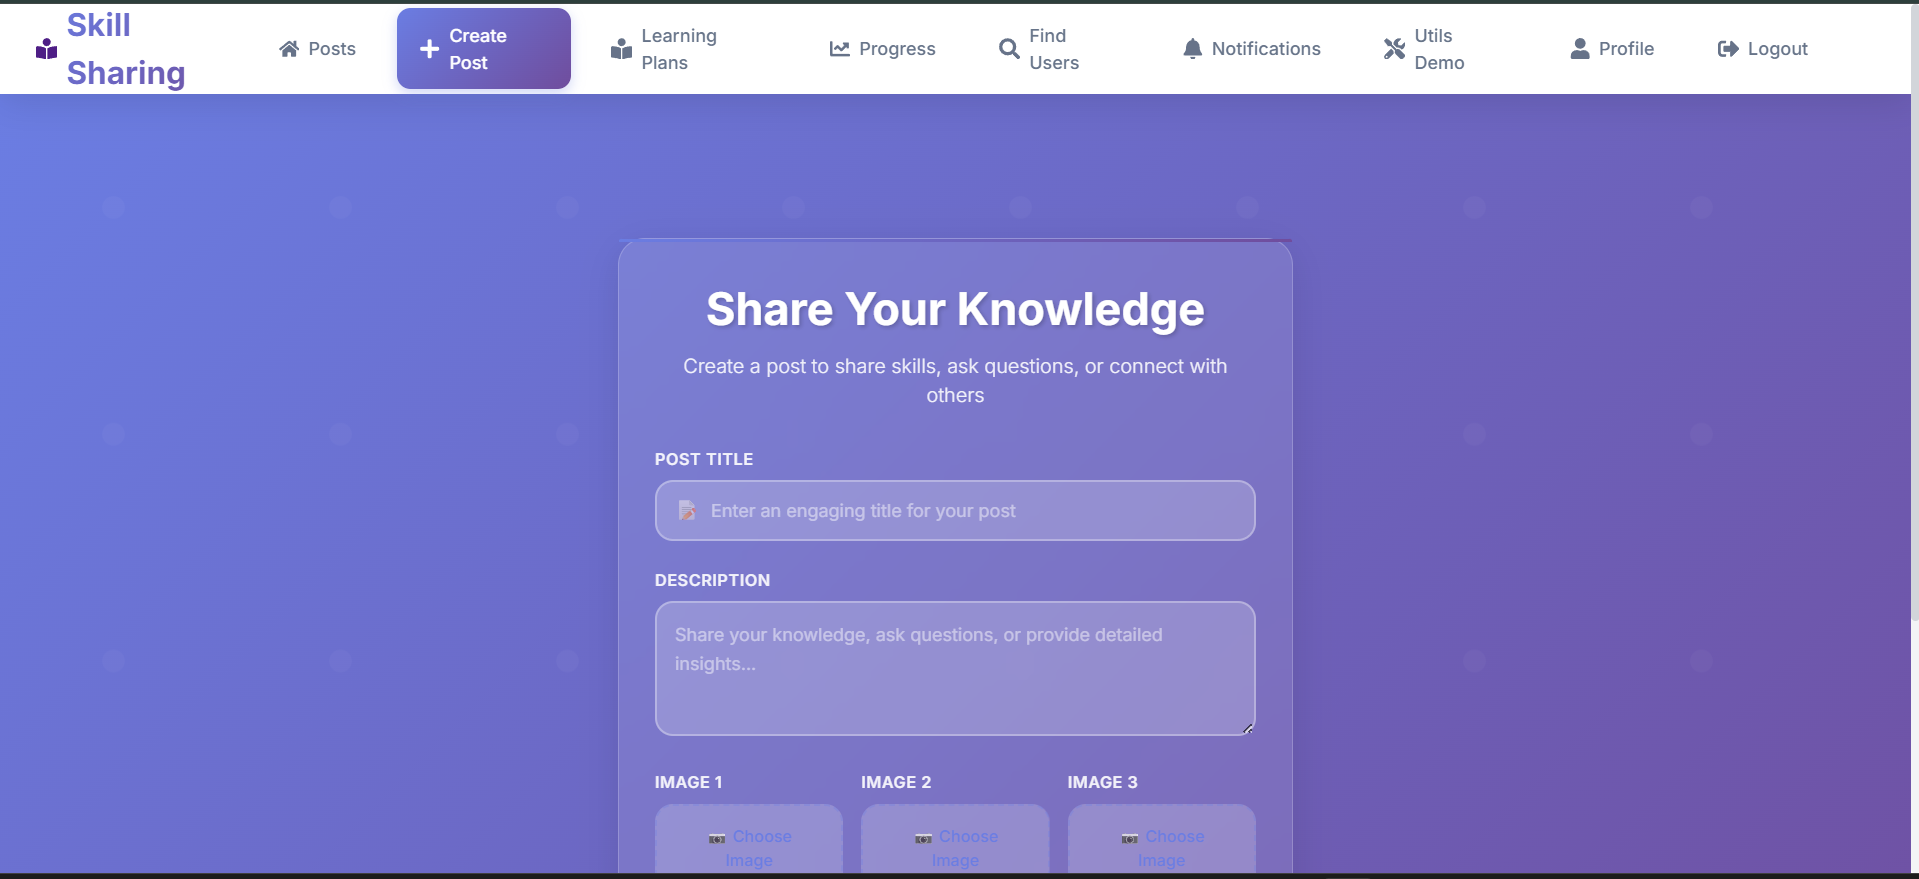 Skill
Sharing
Posts
Create
Post
Learning
Plans
Progress
Find
Users
Notifications
Utils
Demo
Profile
Logout
Share Your Knowledge
Create a post to share skills, ask questions, or connect with
others
POST TITLE
Enter an engaging title for your post
DESCRIPTION
Share your knowledge, ask questions, or provide detailed
insights...
IMAGE 1
IMAGE 2
IMAGE 3
Choose
Image
Choose
Image
Choose
Image